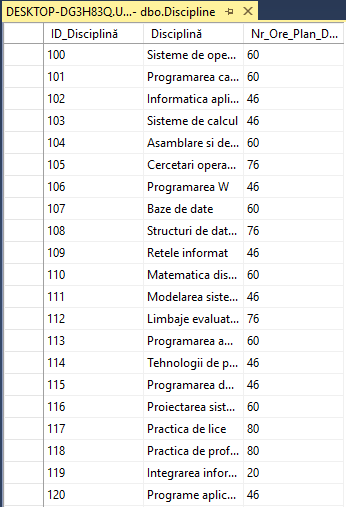 DESKTOP-DG3H83Q.U...- dbo.Discipline
ID_Disciplină Disciplină Nr_Ore_Plan_D...
100 Sisteme de ope... 60
101 Programarea ca... 60
102 Informatica apli... 46
103 Sisteme de calcul 46
104 Asamblare si de... 60
105 Cercetari opera... 76
106 Programarea W 46
107 Baze de date 60
108 Structuri de dat... 76
109 Retele informat 46
110 Matematica dis... 60
111 Modelarea siste... 46
112 Limbaje evaluat... 76
113 Programarea a... 60
114 Tehnologii de p... 46
115 Programarea d... 46
116 Proiectarea sist... 60
117 Practica de lice 80
118 Practica de prof... 80
119 Integrarea infor... 20
120 Programe aplic... 46